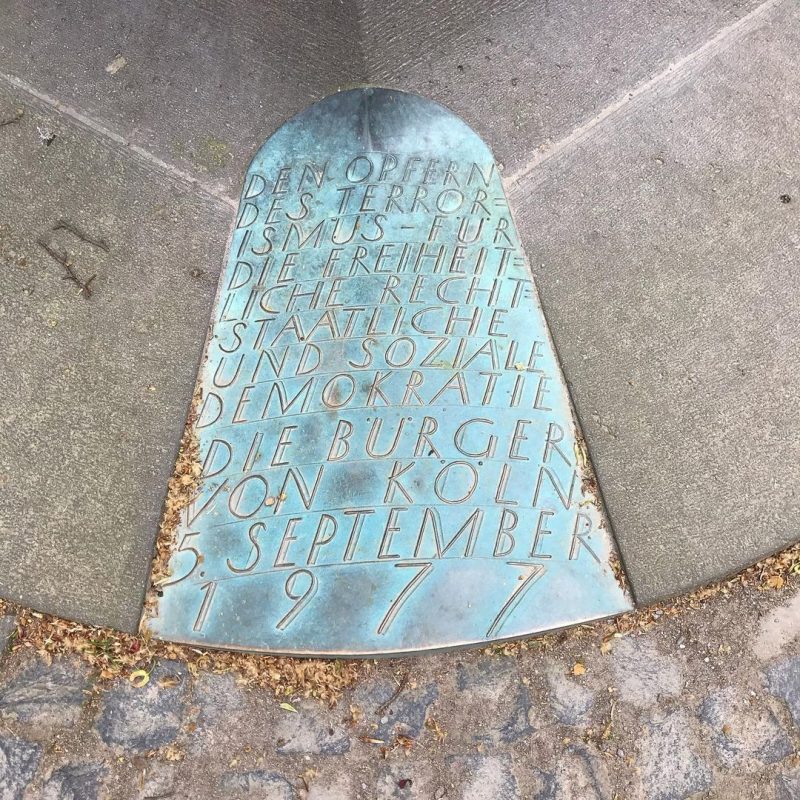 DEN OPFERN
DES TERROR=
ISMUS-FÜR
DIE FREIHEIT=
LICHE RECHT=
STAATLICHE
UND SOZIALE
DEMOKRATIE
DIE BÜRGER
VON KÖLN
5. SEPTEMBER
1977